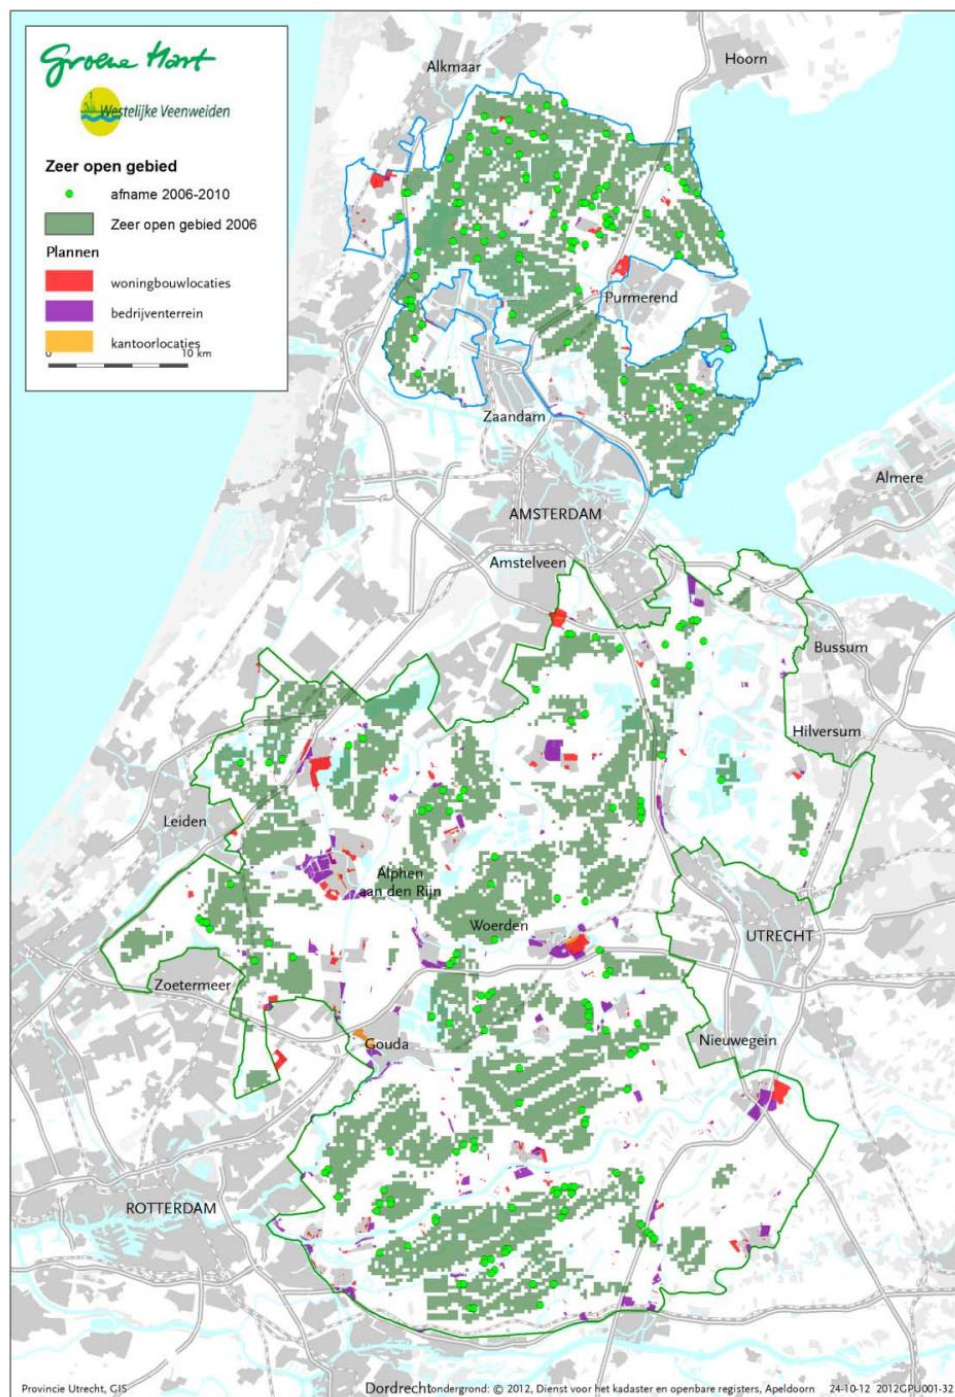 Groene Hart
Westelijke Veenweiden
Zeer open gebied
afname 2006-2010
Zeer open gebied 2006
Plannen
woningbouwlocaties
bedrijventerrein
kantoorlocaties
0 10 km
Alkmaar
Hoorn
Purmerend
Zaandam
Almere
AMSTERDAM
Amstelveen
Bussum
Hilversum
Leiden
Alphen
aan den Rijn
Woerden
UTRECHT
Zoetermeer
Gouda
Nieuwegein
ROTTERDAM
Dordrecht
Provincie Utrecht, GIS
ondergrond: © 2012, Dienst voor het kadaster en openbare registers, Apeldoorn 24-10-12 2012GPU001-32